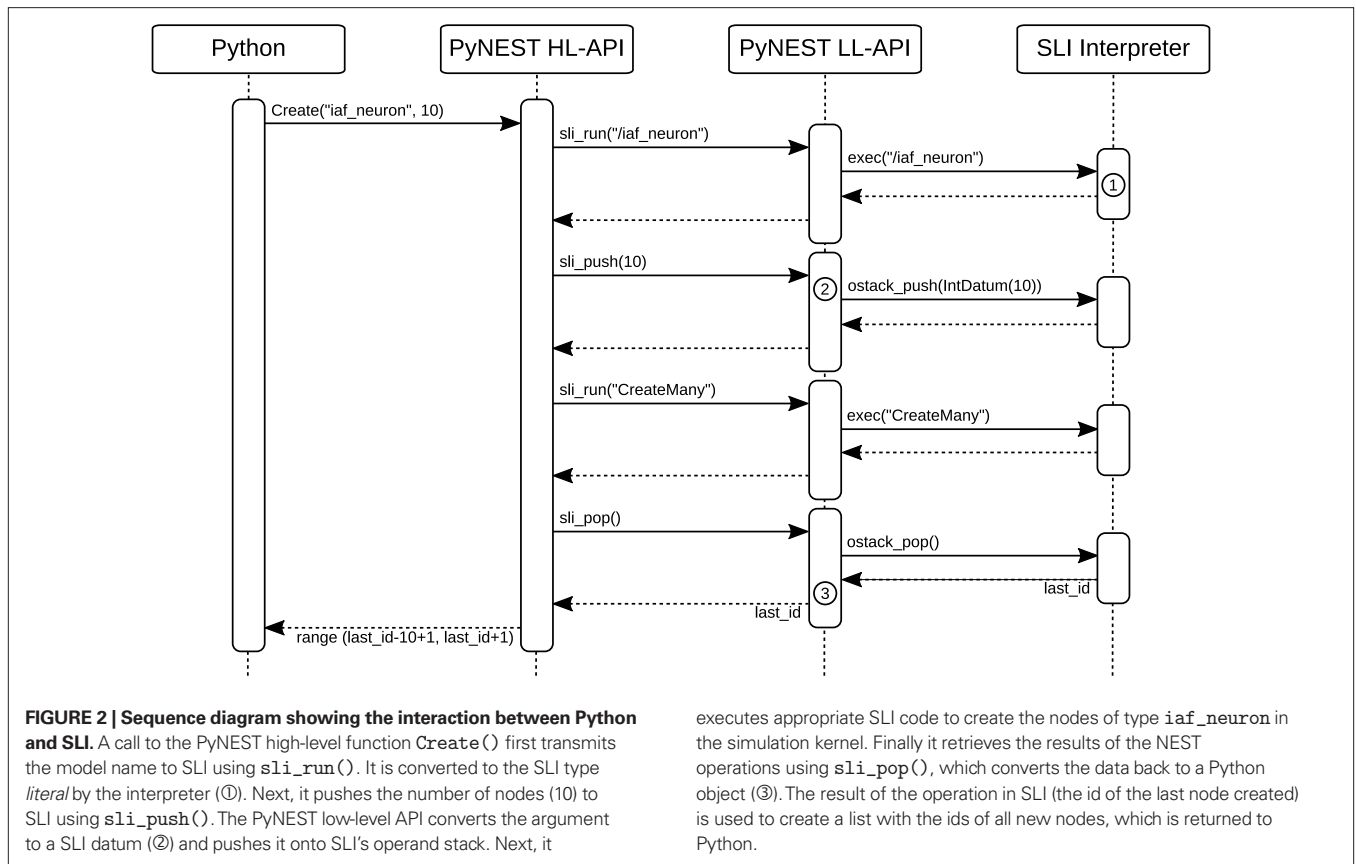 Python
PyNEST HL-API
PyNEST LL-API
SLI Interpreter
Create("iaf_neuron", 10)
sli_run("/iaf_neuron")
exec("/iaf_neuron")
①
sli_push(10)
②
ostack_push(IntDatum(10))
sli_run("CreateMany")
exec("CreateMany")
sli_pop()
ostack_pop()
last_id
③
last_id
range (last_id-10+1, last_id+1)
FIGURE 2 | Sequence diagram showing the interaction between Python
and SLI. A call to the PyNEST high-level function Create() first transmits
the model name to SLI using sli_run(). It is converted to the SLI type
literal by the interpreter (①). Next, it pushes the number of nodes (10) to
SLI using sli_push(). The PyNEST low-level API converts the argument
to a SLI datum (②) and pushes it onto SLI's operand stack. Next, it
executes appropriate SLI code to create the nodes of type iaf_neuron in
the simulation kernel. Finally it retrieves the results of the NEST
operations using sli_pop(), which converts the data back to a Python
object (③). The result of the operation in SLI (the id of the last node created)
is used to create a list with the ids of all new nodes, which is returned to
Python.